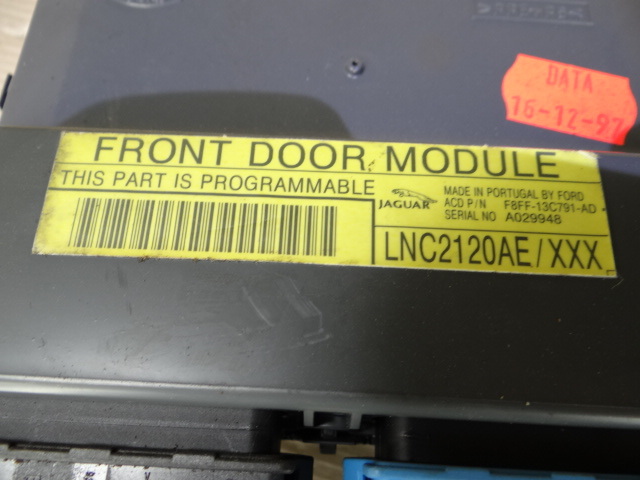 DATA
16-12-97
FRONT DOOR MODULE
THIS PART IS PROGRAMMABLE
JAGUAR
MADE IN PORTUGAL BY FORD
ACD P/N F8FF-13C791-AD
SERIAL NO A029948
LNC2120AE/XXX